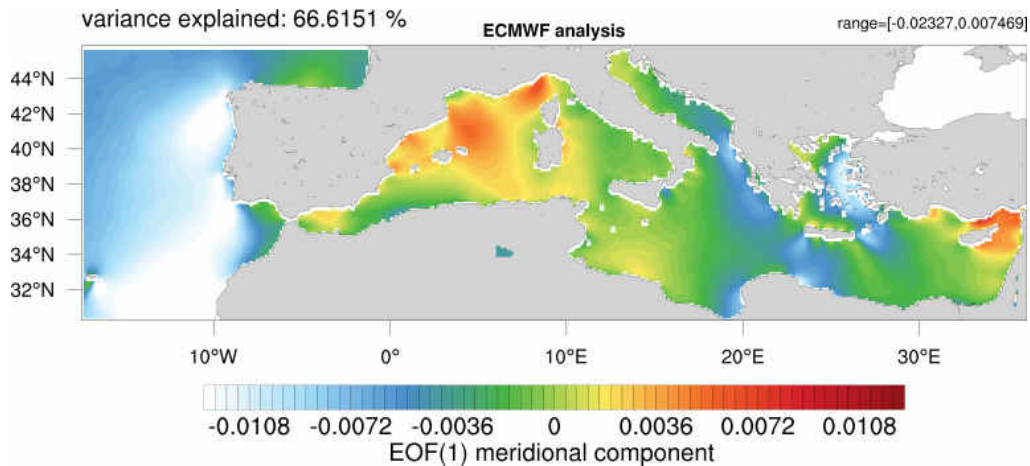 variance explained: 66.6151 %
ECMWF analysis
range=[-0.02327,0.007469]
44°N
42°N
40°N
38°N
36°N
34°N
32°N
10°W 0° 10°E 20°E 30°E
-0.0108 -0.0072 -0.0036 0 0.0036 0.0072 0.0108
EOF(1) meridional component